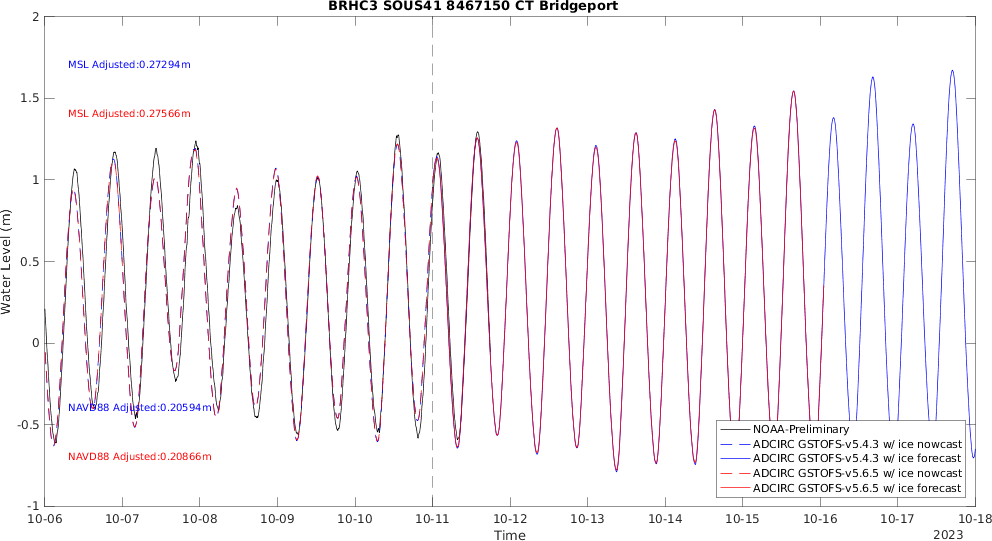 BRHC3 SOUS41 8467150 CT Bridgeport
2
1.5
1
0.5
0
-0.5
-1
Water Level (m)
MSL Adjusted:0.27294m
MSL Adjusted:0.27566m
NAVD88 Adjusted:0.20594m
NAVD88 Adjusted:0.20866m
NOAA-Preliminary
ADCIRC GSTOFS-v5.4.3 w/ ice nowcast
ADCIRC GSTOFS-v5.4.3 w/ ice forecast
ADCIRC GSTOFS-v5.6.5 w/ ice nowcast
ADCIRC GSTOFS-v5.6.5 w/ ice forecast
10-06 10-07 10-08 10-09 10-10 10-11 10-12 10-13 10-14 10-15 10-16 10-17 10-18
Time
2023